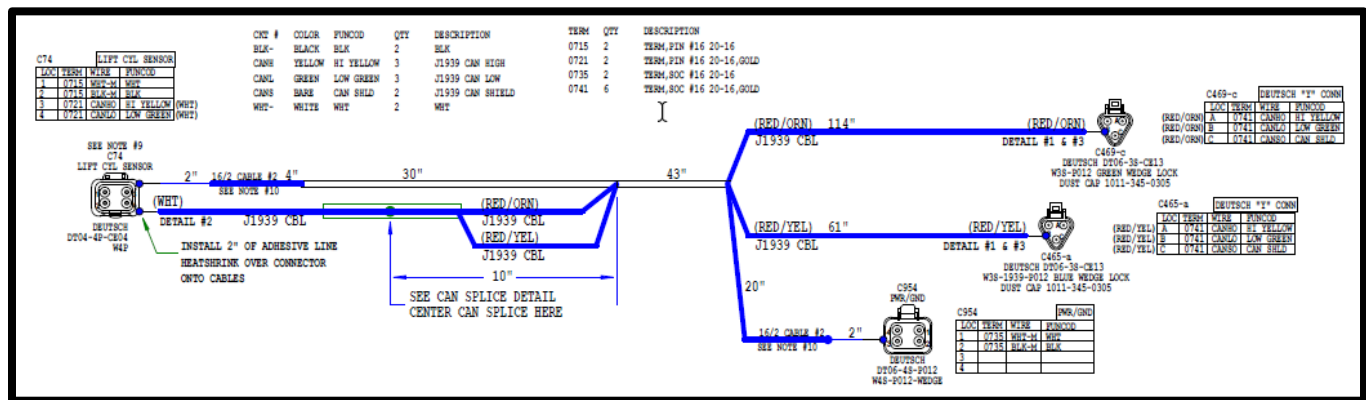 CKT # COLOR FUNCOD QTY DESCRIPTION
BLK- BLACK BLK 2 BLK
CANH YELLOW HI YELLOW 3 J1939 CAN HIGH
CANL GREEN LOW GREEN 3 J1939 CAN LOW
CANS BARE CAN SHLD 2 J1939 CAN SHIELD
WHT- WHITE WHT 2 WHT
TERM QTY DESCRIPTION
0715 2 TERM,PIN #16 20-16
0721 2 TERM,PIN #16 20-16,GOLD
0735 2 TERM,SOC #16 20-16
0741 6 TERM,SOC #16 20-16,GOLD
C74 LIFT CYL SENSOR
LOC TERM WIRE FUNCOD
1 0715 WHT-M WHT
2 0715 BLK-M BLK
3 0721 CANHO HI YELLOW (WHT)
4 0721 CANLO LOW GREEN (WHT)
SEE NOTE #9
C74
LIFT CYL SENSOR
DEUTSCH
DT04-4P-CE04
W4P
2" 16/2 CABLE #2 4" 30" 43"
SEE NOTE #10
(WHT)
DETAIL #2 J1939 CBL
(RED/ORN)
J1939 CBL
(RED/YEL)
J1939 CBL
INSTALL 2" OF ADHESIVE LINE
HEATSHRINK OVER CONNECTOR
ONTO CABLES
10"
SEE CAN SPLICE DETAIL
CENTER CAN SPLICE HERE
(RED/ORN) 114" (RED/ORN)
J1939 CBL DETAIL #1 & #3
C469-c
DEUTSCH DT06-3S-CE13
W3S-P012 GREEN WEDGE LOCK
DUST CAP 1011-345-0305
C469-c DEUTSCH "Y" CONN
LOC TERM WIRE FUNCOD
(RED/ORN) A 0741 CANHO HI YELLOW
(RED/ORN) B 0741 CANLO LOW GREEN
(RED/ORN) C 0741 CANSO CAN SHLD
(RED/YEL) 61" (RED/YEL)
J1939 CBL DETAIL #1 & #3
C465-a
DEUTSCH DT06-3S-CE13
W3S-1939-P012 BLUE WEDGE LOCK
DUST CAP 1011-345-0305
C465-a DEUTSCH "Y" CONN
LOC TERM WIRE FUNCOD
(RED/YEL) A 0741 CANHO HI YELLOW
(RED/YEL) B 0741 CANLO LOW GREEN
(RED/YEL) C 0741 CANSO CAN SHLD
20"
16/2 CABLE #2 2"
SEE NOTE #10
C954
PWR/GND
DEUTSCH
DT06-4S-P012
W4S-P012-WEDGE
C954 PWR/GND
LOC TERM WIRE FUNCOD
1 0735 WHT-M WHT
2 0735 BLK-M BLK
3
4